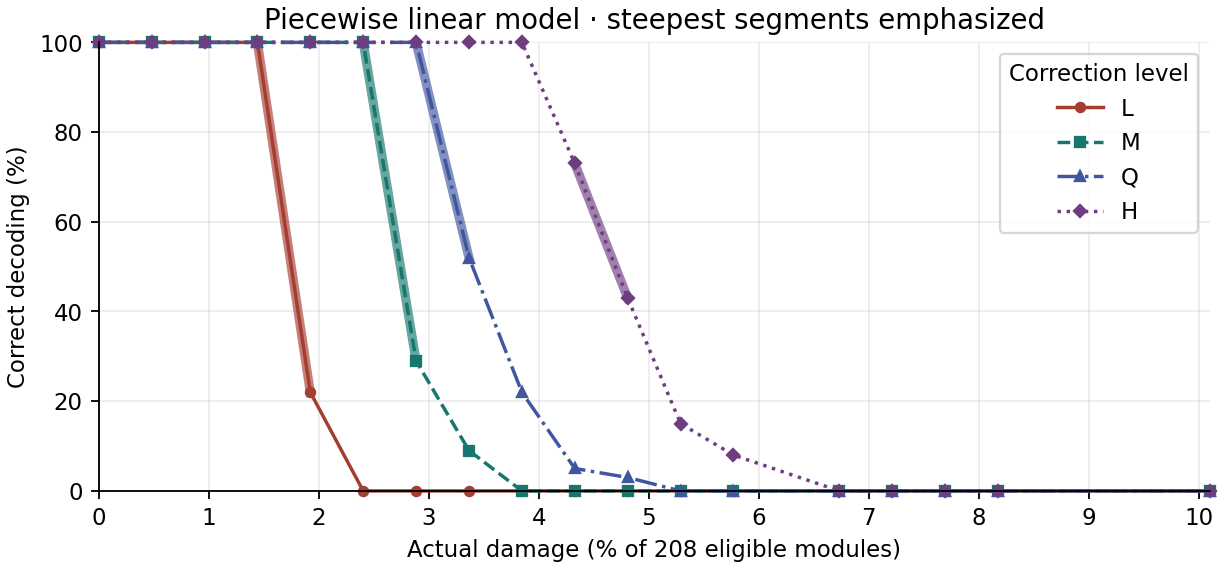 Piecewise linear model · steepest segments emphasized
Correct decoding (%)
100
80
60
40
20
0
0 1 2 3 4 5 6 7 8 9 10
Actual damage (% of 208 eligible modules)
Correction level
L
M
Q
H